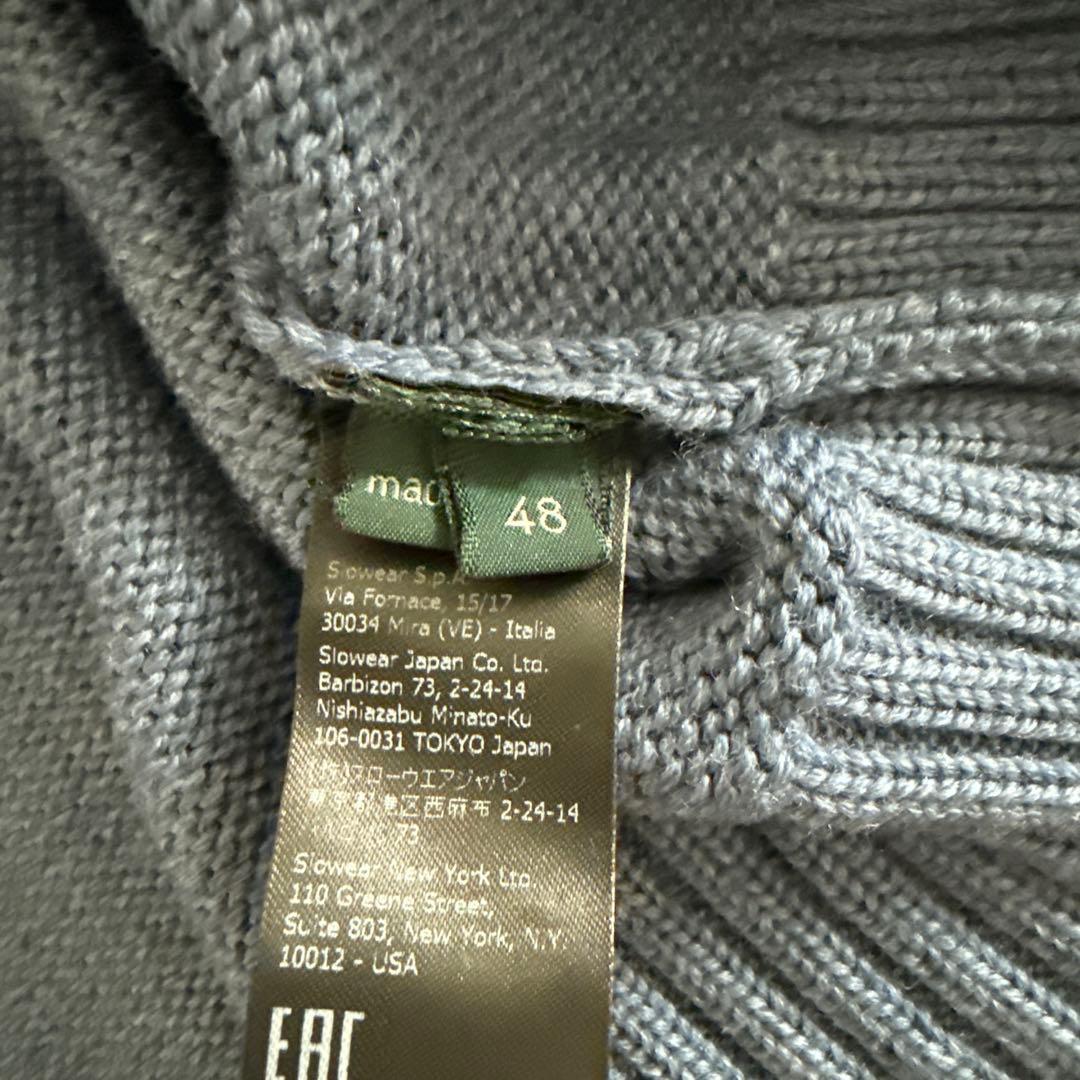 mad
48
Slowear S.p.A
Via Fornace, 15/17
30034 Mira (VE) - Italia
Slowear Japan Co. Ltd.
Barbizon 73, 2-24-14
Nishiazabu Minato-Ku
106-0031 TOKYO Japan
スローウエアジャパン
区西麻布 2-24-14
73
Slowear New York Ltd.
110 Greene Street,
Suite 803, New York, N.Y.
10012 - USA
EAC